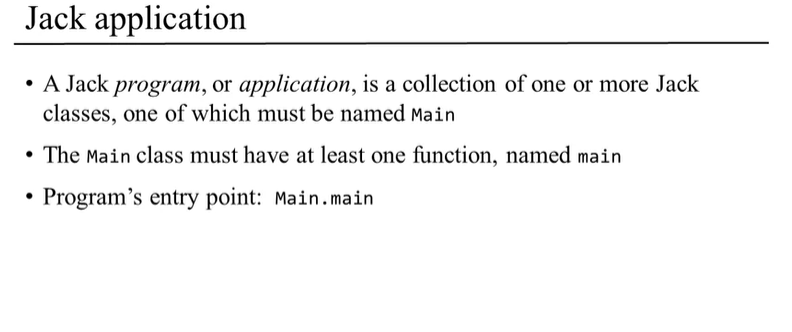 Jack application
• A Jack program, or application, is a collection of one or more Jack
classes, one of which must be named Main
• The Main class must have at least one function, named main
• Program’s entry point: Main.main